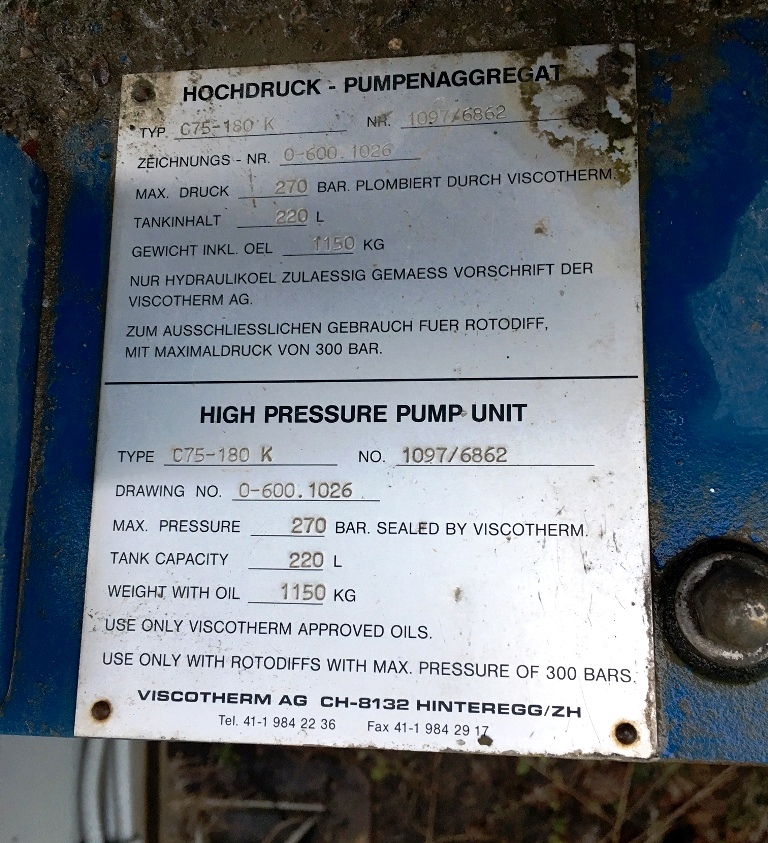 HOCHDRUCK - PUMPENAGGREGAT
TYP C75-180 K NR. 1097/6862
ZEICHNUNGS - NR. 0-600.1026
MAX. DRUCK 270 BAR. PLOMBIERT DURCH VISCOTHERM.
TANKINHALT 220 L
GEWICHT INKL. OEL 1150 KG
NUR HYDRAULIKOEL ZULAESSIG GEMAESS VORSCHRIFT DER
VISCOTHERM AG.
ZUM AUSSCHLIESSLICHEN GEBRAUCH FUER ROTODIFF,
MIT MAXIMALDRUCK VON 300 BAR.
HIGH PRESSURE PUMP UNIT
TYPE C75-180 K NO. 1097/6862
DRAWING NO. 0-600.1026
MAX. PRESSURE 270 BAR. SEALED BY VISCOTHERM.
TANK CAPACITY 220 L
WEIGHT WITH OIL 1150 KG
USE ONLY VISCOTHERM APPROVED OILS.
USE ONLY WITH ROTODIFFS WITH MAX. PRESSURE OF 300 BARS.
VISCOTHERM AG CH-8132 HINTEREGG/ZH
Tel. 41-1 984 22 36 Fax 41-1 984 29 17